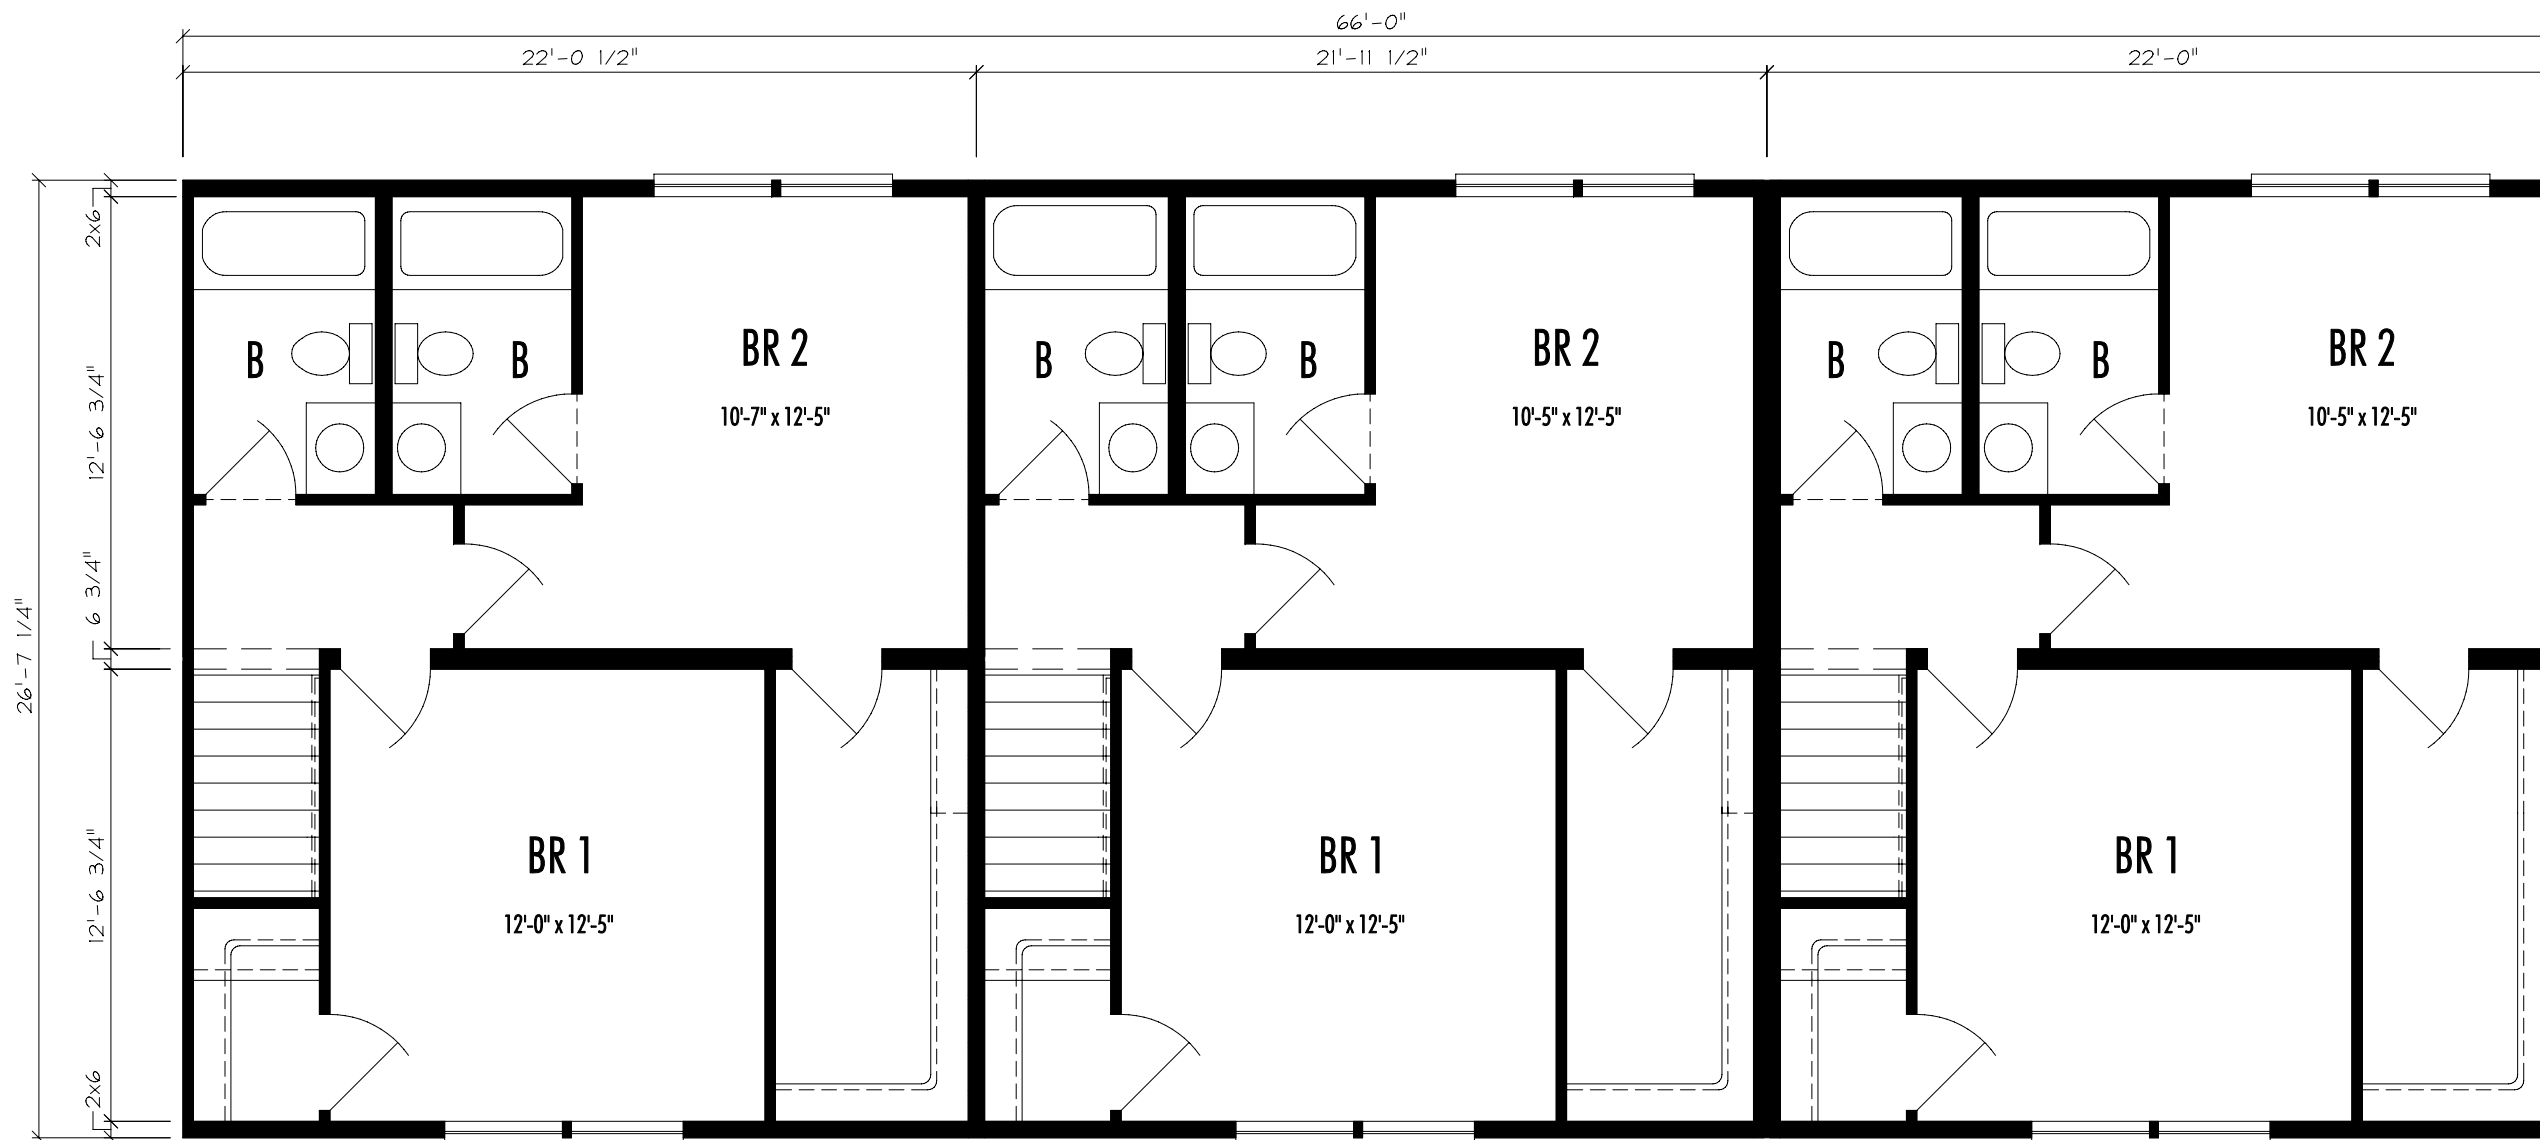 66'-0"
22'-0 1/2"
21'-11 1/2"
22'-0"
2x6
12'-6 3/4"
6 3/4"
26'-7 1/4"
12'-6 3/4"
2x6
B
B
BR 2
10'-7" x 12'-5"
BR 1
12'-0" x 12'-5"
B
B
BR 2
10'-5" x 12'-5"
BR 1
12'-0" x 12'-5"
B
B
BR 2
10'-5" x 12'-5"
BR 1
12'-0" x 12'-5"